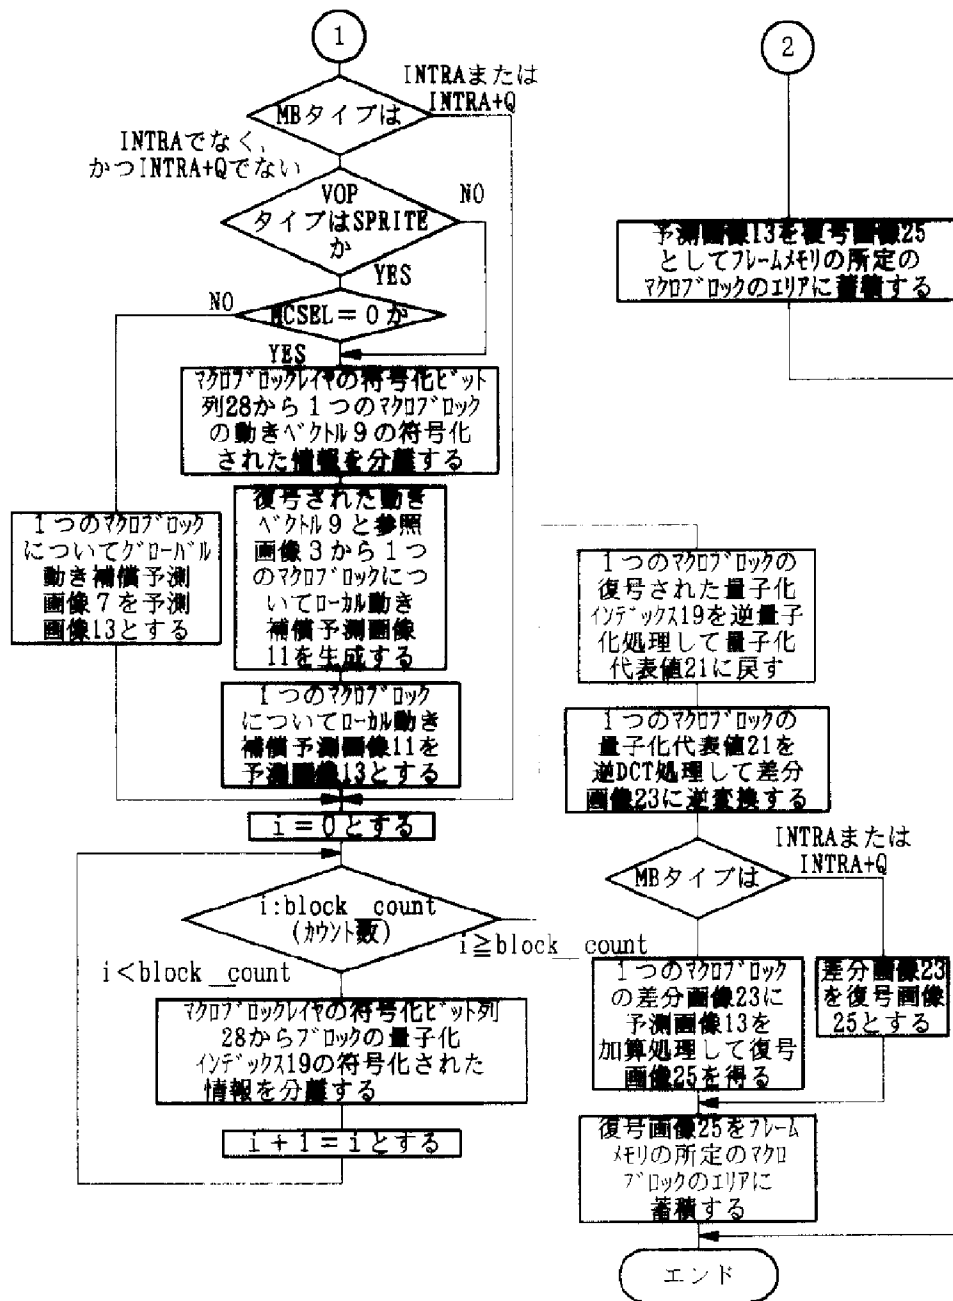 1
MBタイプは
INTRAまたは
INTRA+Q
INTRAでなく,
かつINTRA+Qでない
VOP
タイプはSPRITE
か
NO
YES
MCSEL=0か
NO
YES
マクロブロックレイヤの符号化ビット
列28から1つのマクロブロック
の動きベクトル9の符号化
された情報を分離する
復号された動き
ベクトル9と参照
画像3から1つ
のマクロブロックにつ
いてローカル動き
補償予測画像
11を生成する
1つのマクロブロック
についてグローバル
動き補償予測
画像7を予測
画像13とする
1つのマクロブロック
についてローカル動き
補償予測画像11を
予測画像13とする
i=0とする
i:block_count
(カウント数)
i≧block_count
i<block_count
マクロブロックレイヤの符号化ビット列
28からブロックの量子化
インデックス19の符号化された
情報を分離する
i+1=iとする
2
予測画像13を復号画像25
としてフレームメモリの所定の
マクロブロックのエリアに蓄積する
1つのマクロブロックの
復号された量子化
インデックス19を逆量子
化処理して量子化
代表値21に戻す
1つのマクロブロックの
量子化代表値21を
逆DCT処理して差分
画像23に逆変換する
MBタイプは
INTRAまたは
INTRA+Q
1つのマクロブロック
の差分画像23に
予測画像13を
加算処理して復号
画像25を得る
差分画像23
を復号画像
25とする
復号画像25をフレーム
メモリの所定のマクロ
ブロックのエリアに
蓄積する
エンド